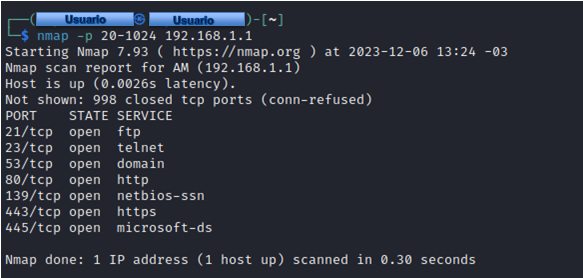 ┌──(Usuario㉿Usuario)-[~]
└─$ nmap -p 20-1024 192.168.1.1
Starting Nmap 7.93 ( https://nmap.org ) at 2023-12-06 13:24 -03
Nmap scan report for AM (192.168.1.1)
Host is up (0.0026s latency).
Not shown: 998 closed tcp ports (conn-refused)
PORT    STATE SERVICE
21/tcp  open  ftp
23/tcp  open  telnet
53/tcp  open  domain
80/tcp  open  http
139/tcp open  netbios-ssn
443/tcp open  https
445/tcp open  microsoft-ds
Nmap done: 1 IP address (1 host up) scanned in 0.30 seconds